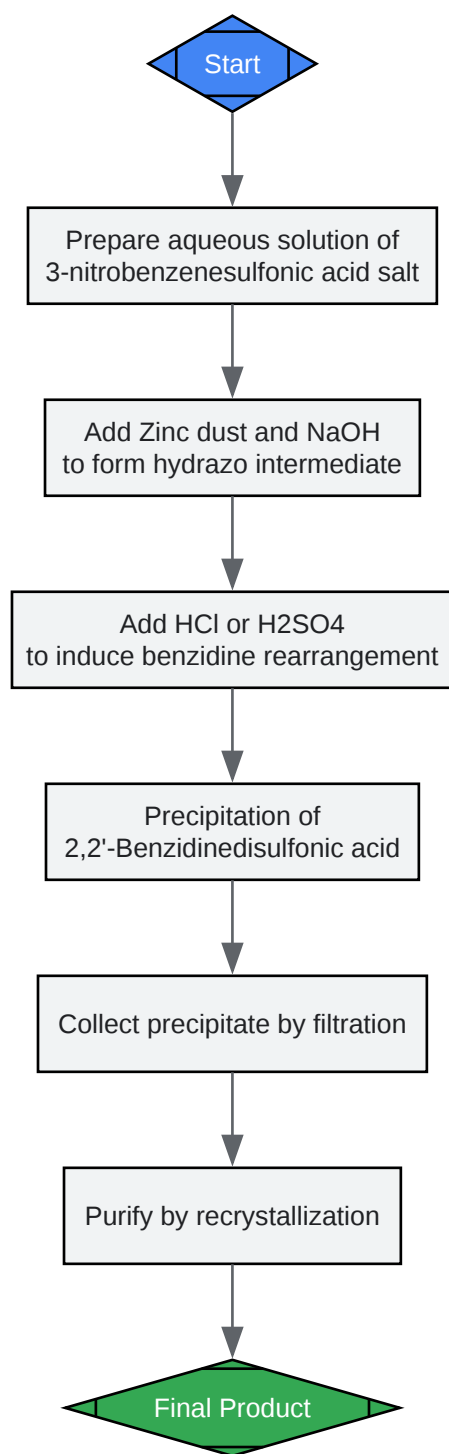 Start
Prepare aqueous solution of
3-nitrobenzenesulfonic acid salt
Add Zinc dust and NaOH
to form hydrazo intermediate
Add HCl or H2SO4
to induce benzidine rearrangement
Precipitation of
2,2'-Benzidinedisulfonic acid
Collect precipitate by filtration
Purify by recrystallization
Final Product